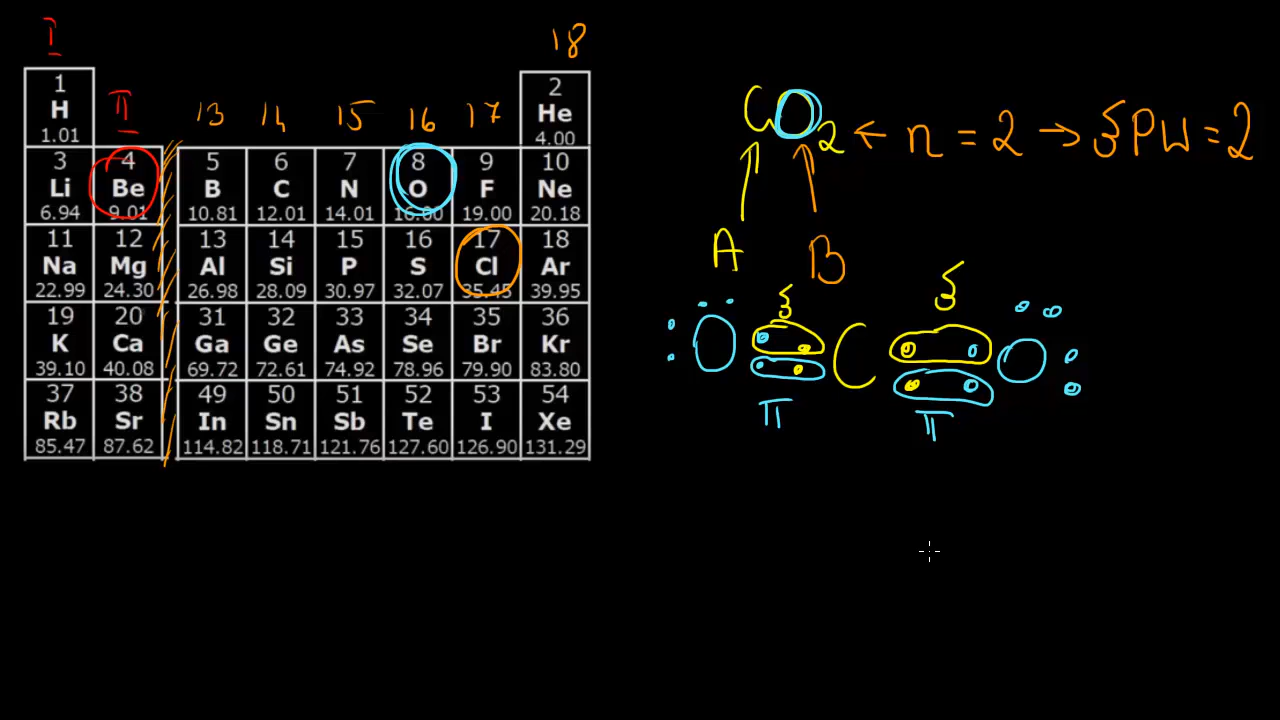 I
18
1 2
H He
1.01 4.00
II 13 14 15 16 17
3 4 5 6 7 8 9 10
Li Be B C N O F Ne
6.94 9.01 10.81 12.01 14.01 16.00 19.00 20.18
11 12 13 14 15 16 17 18
Na Mg Al Si P S Cl Ar
22.99 24.30 26.98 28.09 30.97 32.07 35.45 39.95
19 20 31 32 33 34 35 36
K Ca Ga Ge As Se Br Kr
39.10 40.08 69.72 72.61 74.92 78.96 79.90 83.80
37 38 49 50 51 52 53 54
Rb Sr In Sn Sb Te I Xe
85.47 87.62 114.82 118.71 121.76 127.60 126.90 131.29
CO2 ← n = 2 → ξPW = 2
A B
ξ ξ
O C O
π π